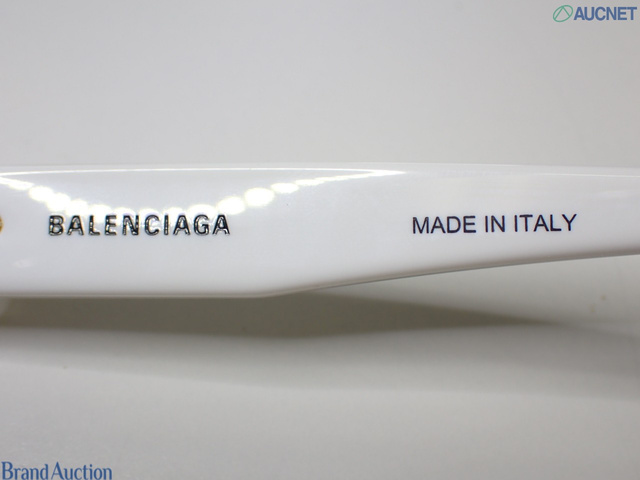 AUCNET
BALENCIAGA
MADE IN ITALY
BrandAuction